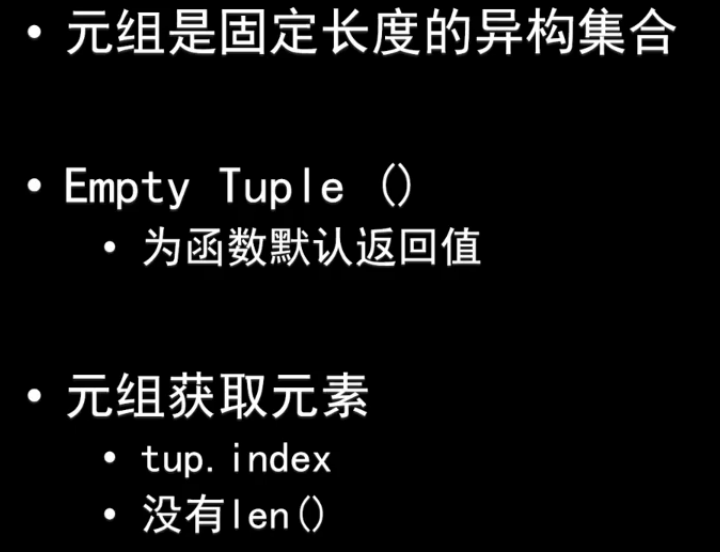 • 元组是固定长度的异构集合
• Empty Tuple ()
• 为函数默认返回值
• 元组获取元素
• tup.index
• 没有len()